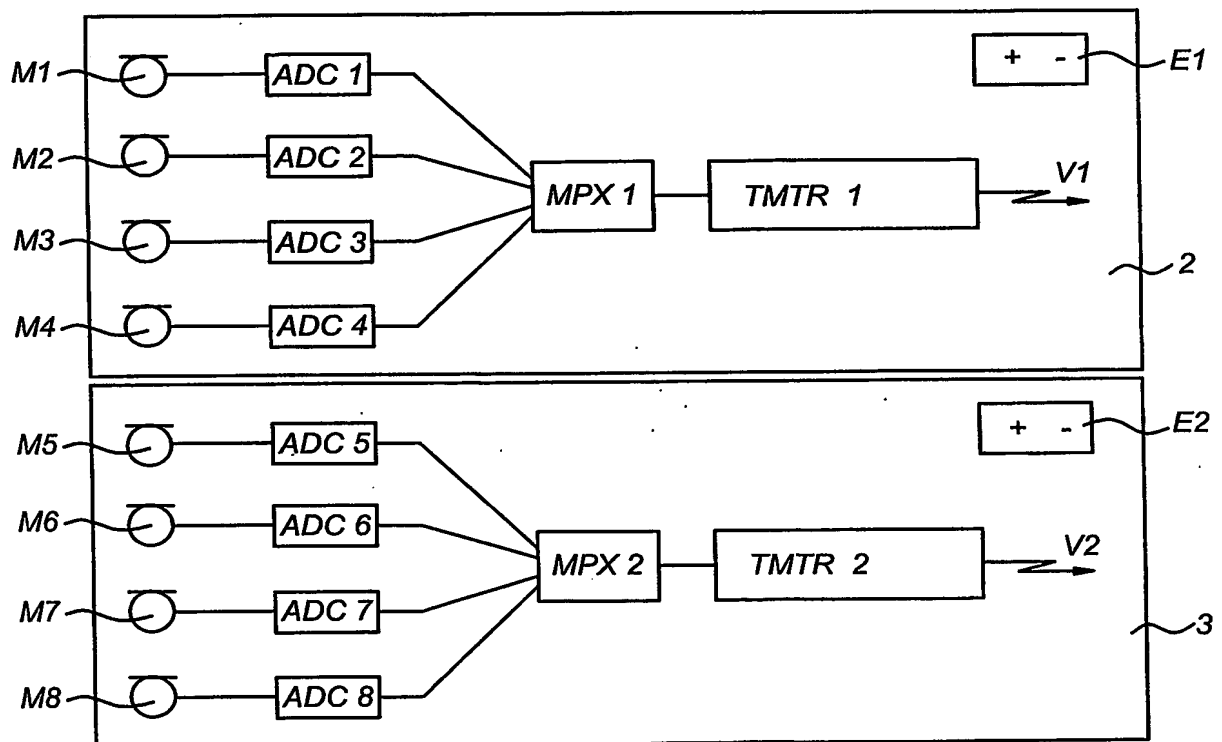 M1
ADC 1
+ -
E1
M2
ADC 2
MPX 1
TMTR 1
V1
M3
ADC 3
2
M4
ADC 4
M5
ADC 5
+ -
E2
M6
ADC 6
MPX 2
TMTR 2
V2
M7
ADC 7
3
M8
ADC 8